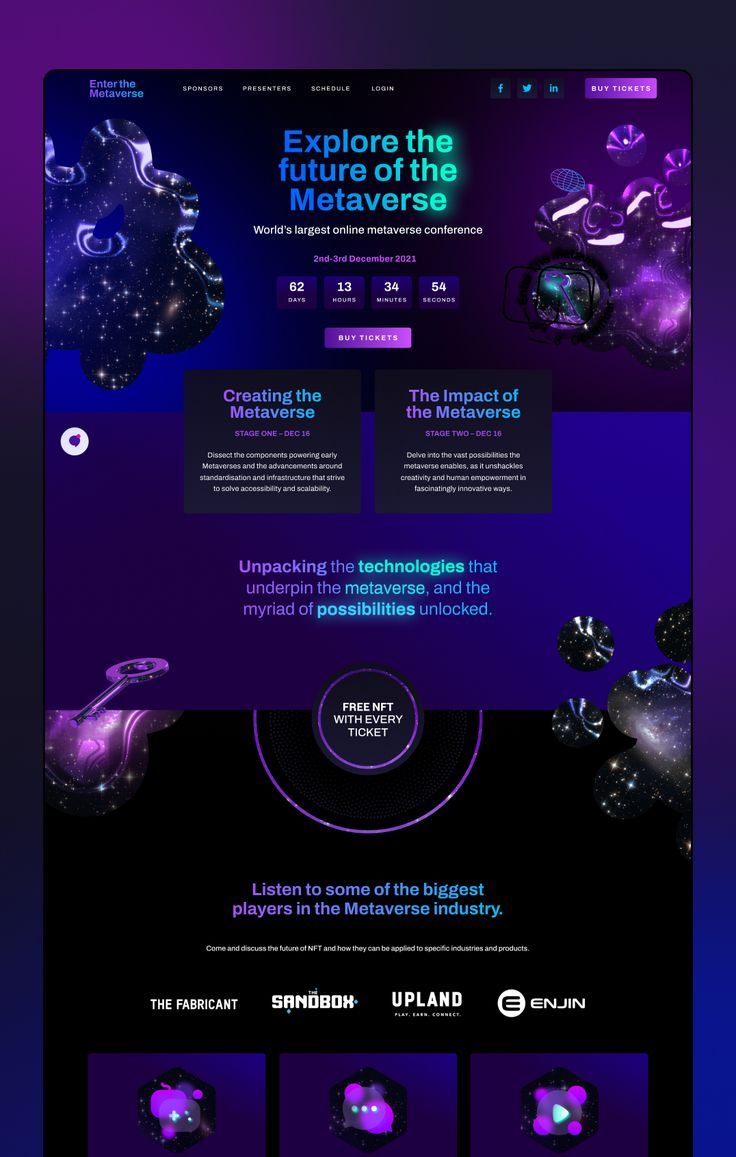 Enter the
Metaverse
SPONSORS PRESENTERS SCHEDULE LOGIN
BUY TICKETS
Explore the
future of the
Metaverse
World's largest online metaverse conference
2nd-3rd December 2021
62 13 34 54
DAYS HOURS MINUTES SECONDS
BUY TICKETS
Creating the
Metaverse
STAGE ONE – DEC 16
Dissect the components powering early
Metaverses and the advancements around
standardisation and infrastructure that strive
to solve accessibility and scalability.
The Impact of
the Metaverse
STAGE TWO – DEC 16
Delve into the vast possibilities the
metaverse enables, as it unshackles
creativity and human empowerment in
fascinatingly innovative ways.
Unpacking the technologies that
underpin the metaverse, and the
myriad of possibilities unlocked.
FREE NFT
WITH EVERY
TICKET
Listen to some of the biggest
players in the Metaverse industry.
Come and discuss the future of NFT and how they can be applied to specific industries and products.
THE FABRICANT
THE
SANDBOX
UPLAND
PLAY. EARN. CONNECT.
ENJIN